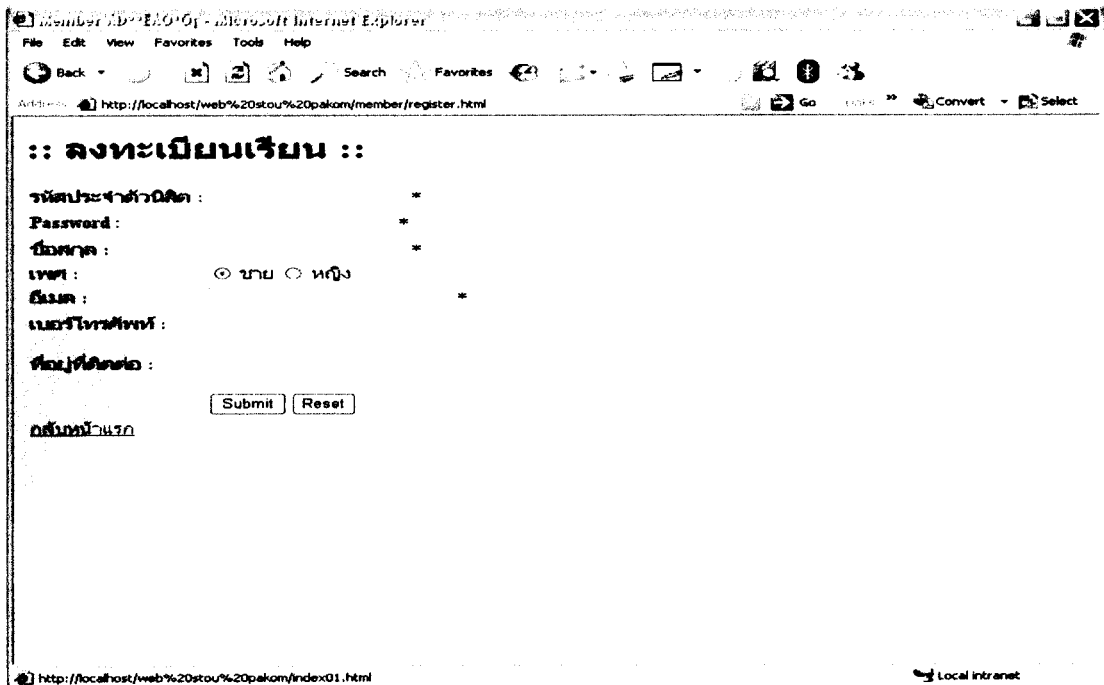 - Microsoft Internet Explorer
File Edit View Favorites Tools Help
Back Search Favorites
Address http://localhost/web%20stou%20pakom/member/register.html Go Links » Convert Select
:: ลงทะเบียนเรียน ::
รหัสประจำตัวนิสิต : *
Password : *
ชื่อสกุล : *
เพศ : ชาย หญิง
อีเมล : *
เบอร์โทรศัพท์ :
ที่อยู่ที่ติดต่อ :
Submit Reset
กลับหน้าแรก
http://localhost/web%20stou%20pakom/index01.html Local intranet